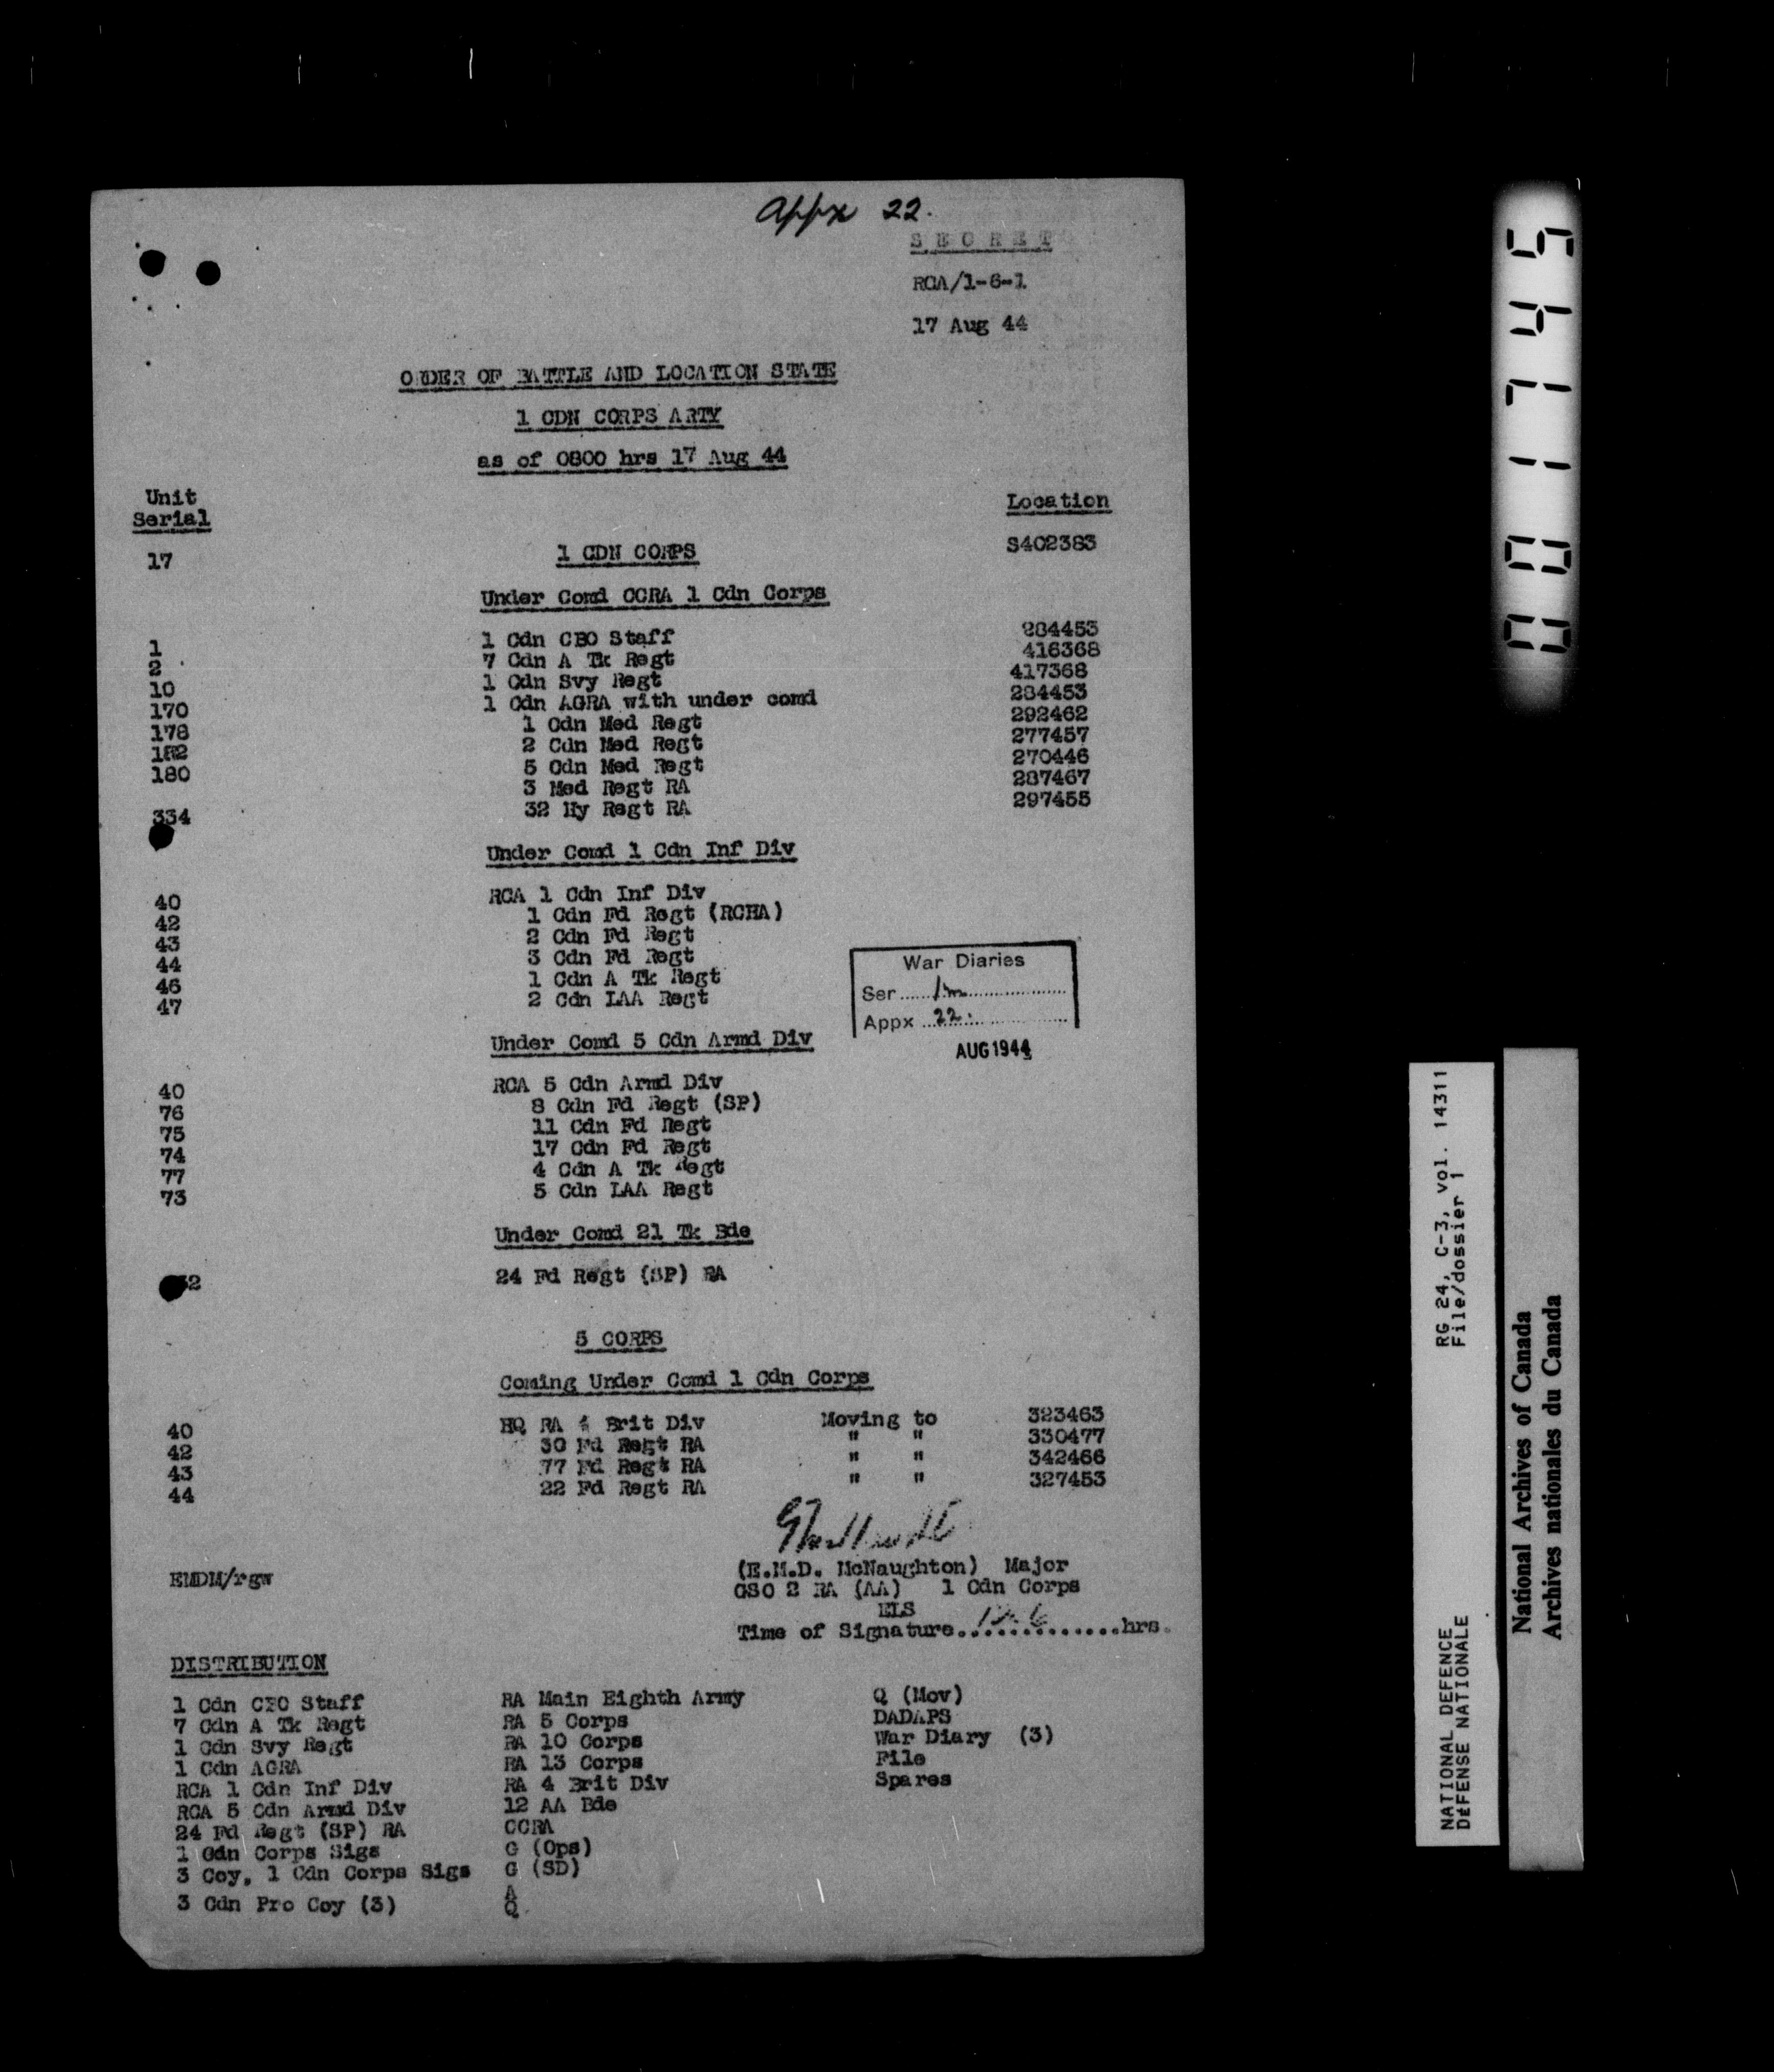 Appx 22.
SECRET
RCA/1-6-1
17 Aug 44
ORDER OF BATTLE AND LOCATION STATE
1 CDN CORPS ARTY
as of 0800 hrs 17 Aug 44
Unit
Serial Location
17 1 CDN CORPS S402383
Under Comd CCRA 1 Cdn Corps
1 1 Cdn CBO Staff 284453
2 7 Cdn A Tk Regt 416368
10 1 Cdn Svy Regt 417368
170 1 Cdn AGRA with under comd 284453
178 1 Cdn Med Regt 292462
182 2 Cdn Med Regt 277457
180 5 Cdn Med Regt 270446
3 Med Regt RA 287467
334 32 Hy Regt RA 297455
Under Comd 1 Cdn Inf Div
40 RCA 1 Cdn Inf Div
42 1 Cdn Fd Regt (RCHA)
43 2 Cdn Fd Regt
44 3 Cdn Fd Regt
46 1 Cdn A Tk Regt
47 2 Cdn LAA Regt
War Diaries
Ser
Appx 22.
AUG 1944
Under Comd 5 Cdn Armd Div
40 RCA 5 Cdn Armd Div
76 8 Cdn Fd Regt (SP)
75 11 Cdn Fd Regt
74 17 Cdn Fd Regt
77 4 Cdn A Tk Regt
73 5 Cdn LAA Regt
Under Comd 21 Tk Bde
24 Fd Regt (SP) RA
5 CORPS
Coming Under Comd 1 Cdn Corps
40 HQ RA 4 Brit Div Moving to 323463
42 30 Fd Regt RA " " 330477
43 77 Fd Regt RA " " 342466
44 22 Fd Regt RA " " 327453
(E.M.D. McNaughton) Major
EMDM/rgw GSO 2 RA (AA) 1 Cdn Corps
ELS
Time of Signature...............hrs.
DISTRIBUTION
1 Cdn CBO Staff RA Main Eighth Army Q (Mov)
7 Cdn A Tk Regt RA 5 Corps DADAPS
1 Cdn Svy Regt RA 10 Corps War Diary (3)
1 Cdn AGRA RA 13 Corps File
RCA 1 Cdn Inf Div RA 4 Brit Div Spares
RCA 5 Cdn Armd Div 12 AA Bde
24 Fd Regt (SP) RA CCRA
1 Cdn Corps Sigs G (Ops)
3 Coy, 1 Cdn Corps Sigs G (SD)
A
3 Cdn Pro Coy (3) Q
NATIONAL DEFENCE RG 24, C-3, vol. 14311
DéFENSE NATIONALE File/dossier 1
National Archives of Canada
Archives nationales du Canada